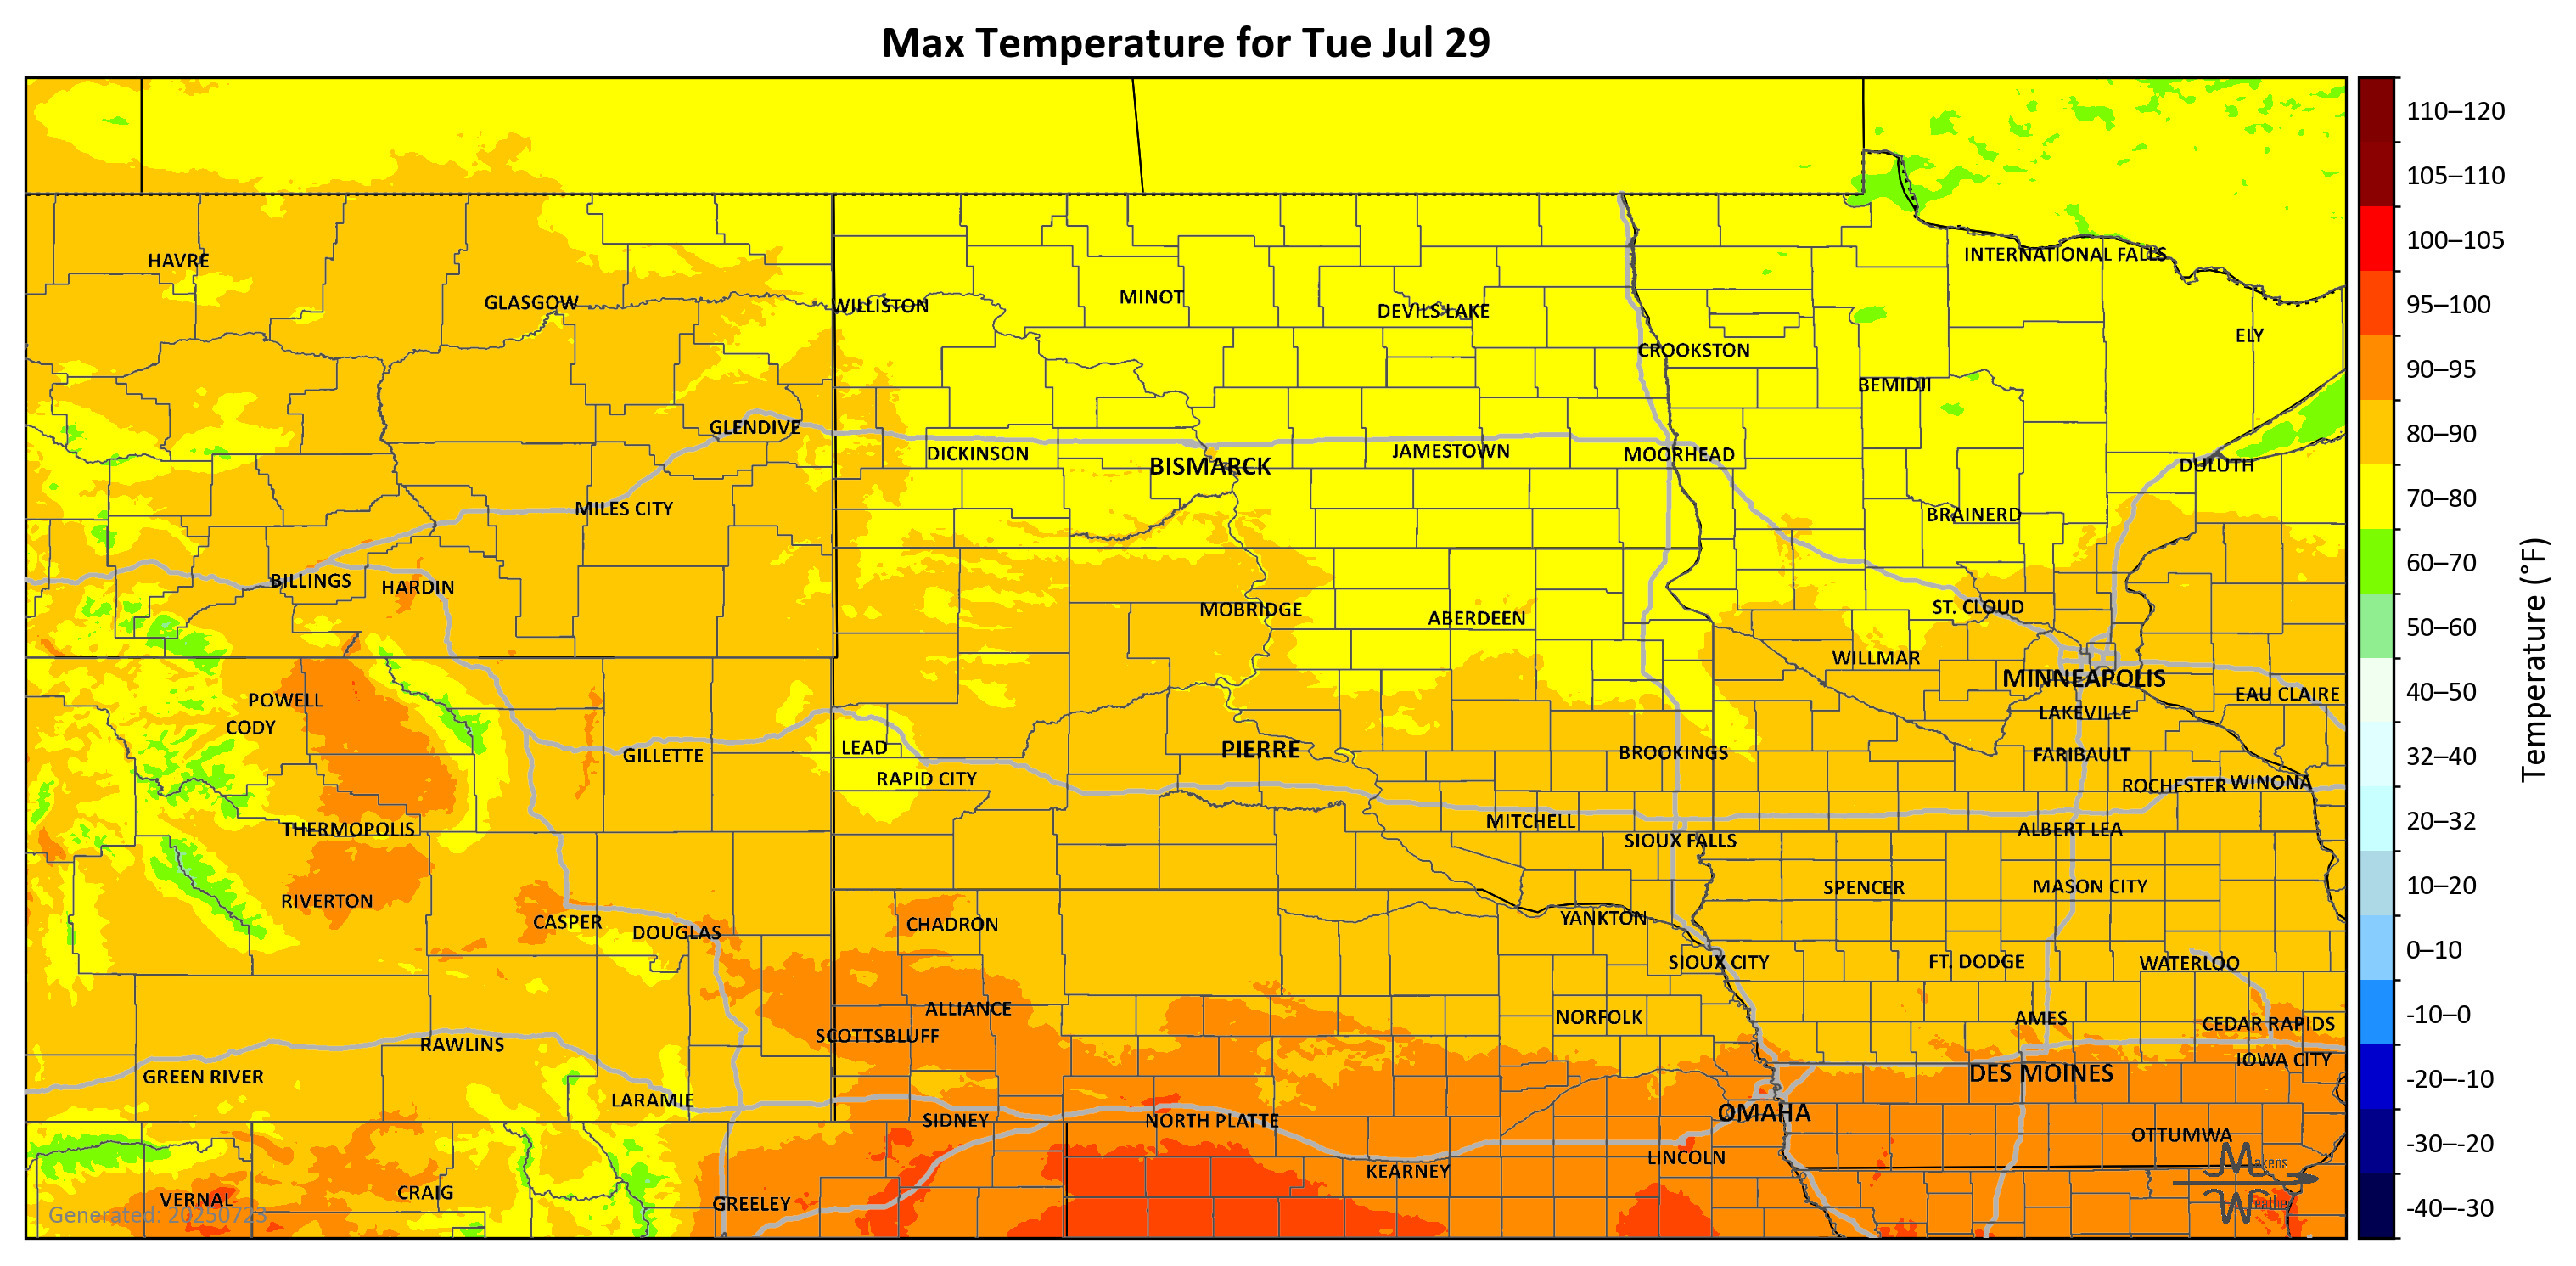 Max Temperature for Tue Jul 29
110–120
105–110
100–105
95–100
90–95
80–90
70–80
60–70
50–60
40–50
32–40
20–32
10–20
0–10
-10–0
-20–-10
-30–-20
-40–-30
Temperature (°F)
HAVRE
INTERNATIONAL FALLS
GLASGOW
WILLISTON
MINOT
DEVILS LAKE
ELY
CROOKSTON
BEMIDJI
GLENDIVE
DICKINSON
BISMARCK
JAMESTOWN
MOORHEAD
DULUTH
MILES CITY
BRAINERD
BILLINGS
HARDIN
MOBRIDGE
ABERDEEN
ST. CLOUD
WILLMAR
MINNEAPOLIS
POWELL
EAU CLAIRE
CODY
LAKEVILLE
GILLETTE
LEAD
PIERRE
BROOKINGS
FARIBAULT
RAPID CITY
ROCHESTER
WINONA
THERMOPOLIS
MITCHELL
SIOUX FALLS
ALBERT LEA
RIVERTON
SPENCER
MASON CITY
CASPER
DOUGLAS
CHADRON
YANKTON
SIOUX CITY
FT. DODGE
WATERLOO
ALLIANCE
NORFOLK
AMES
CEDAR RAPIDS
SCOTTSBLUFF
RAWLINS
IOWA CITY
GREEN RIVER
DES MOINES
LARAMIE
SIDNEY
NORTH PLATTE
OMAHA
OTTUMWA
KEARNEY
LINCOLN
VERNAL
CRAIG
GREELEY
Generated: 20250723
Makens
Weather